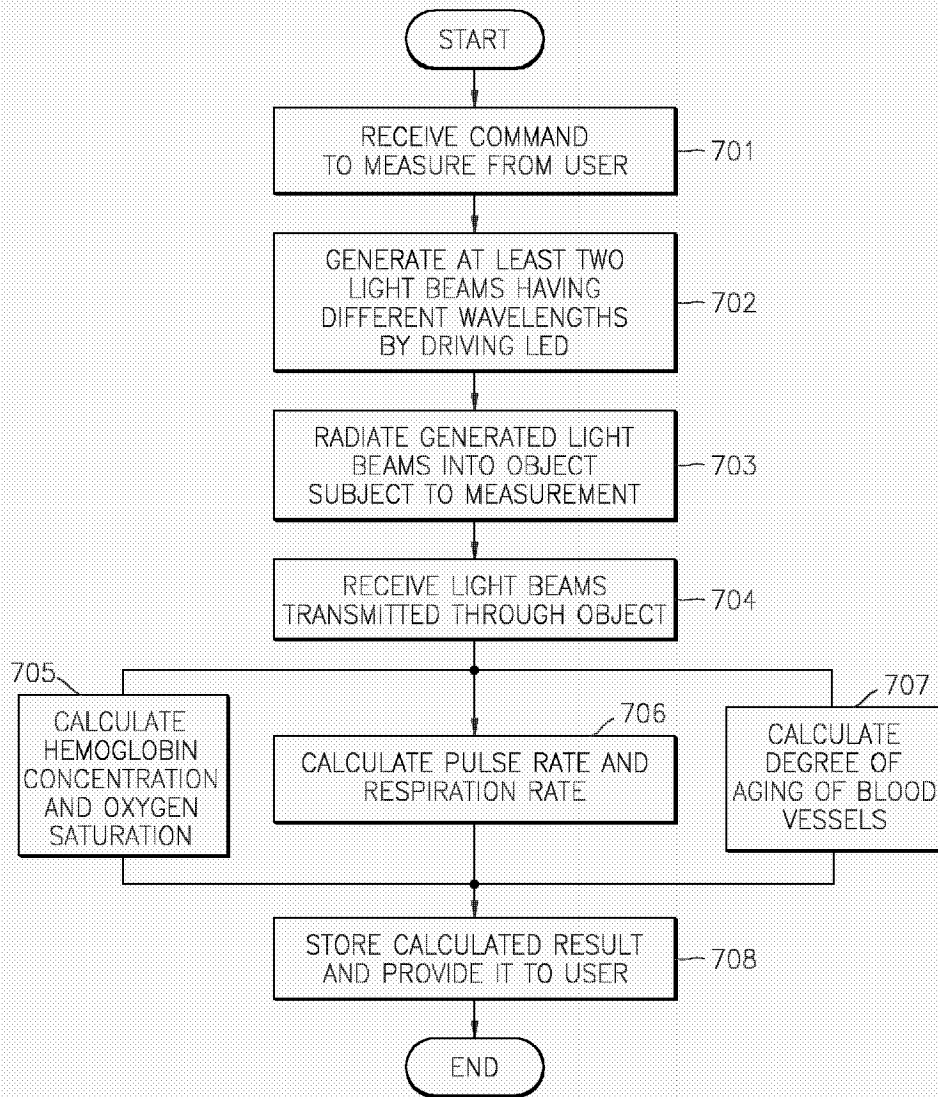 START
RECEIVE COMMAND
TO MEASURE FROM USER
701
GENERATE AT LEAST TWO
LIGHT BEAMS HAVING
DIFFERENT WAVELENGTHS
BY DRIVING LED
702
RADIATE GENERATED LIGHT
BEAMS INTO OBJECT
SUBJECT TO MEASUREMENT
703
RECEIVE LIGHT BEAMS
TRANSMITTED THROUGH OBJECT
704
705
CALCULATE
HEMOGLOBIN
CONCENTRATION
AND OXYGEN
SATURATION
706
CALCULATE PULSE RATE AND
RESPIRATION RATE
707
CALCULATE
DEGREE OF
AGING OF BLOOD
VESSELS
STORE CALCULATED RESULT
AND PROVIDE IT TO USER
708
END